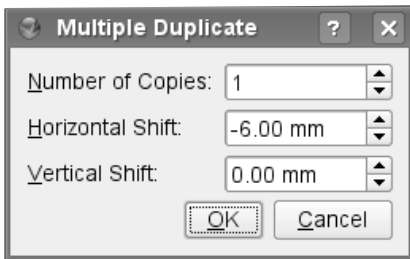 Multiple Duplicate ? ×
Number of Copies: 1
Horizontal Shift: -6.00 mm
Vertical Shift: 0.00 mm
OK Cancel